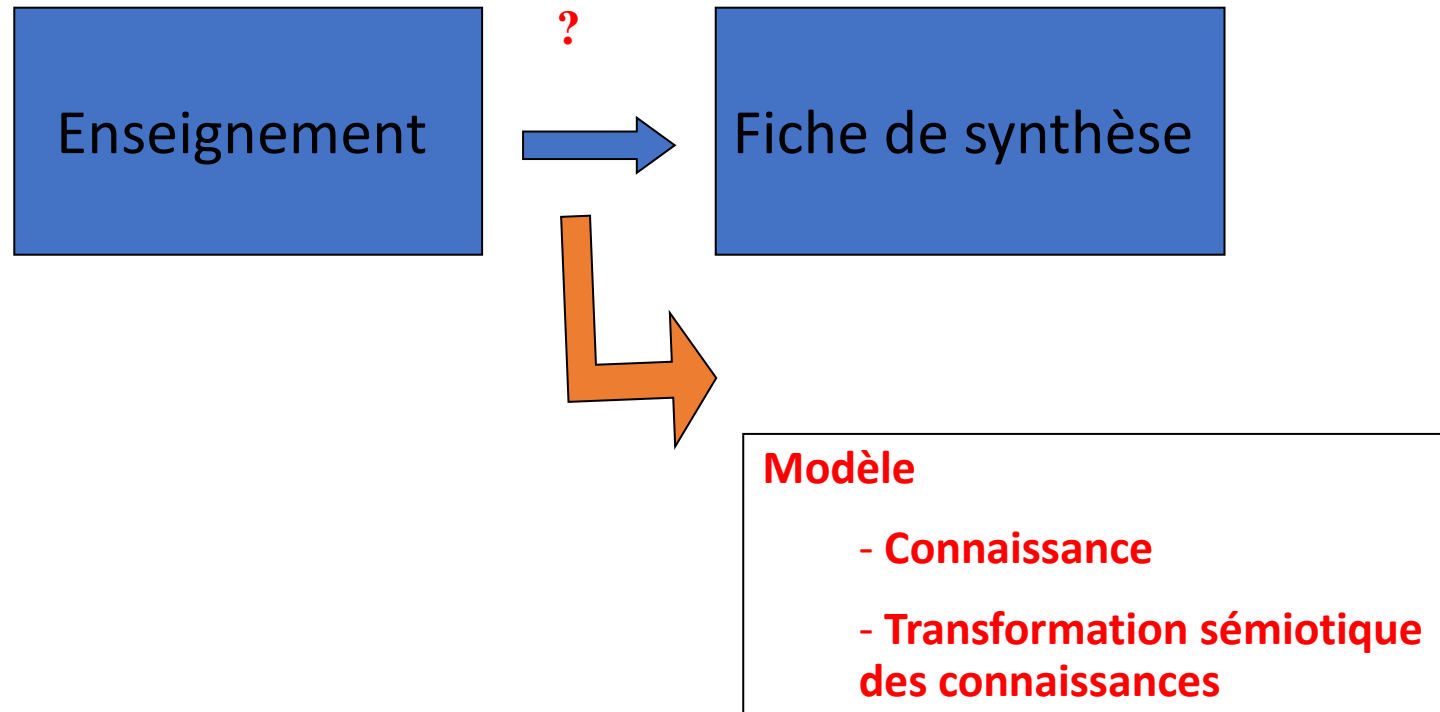 ?
Enseignement
Fiche de synthèse
Modèle
- Connaissance
- Transformation sémiotique
des connaissances